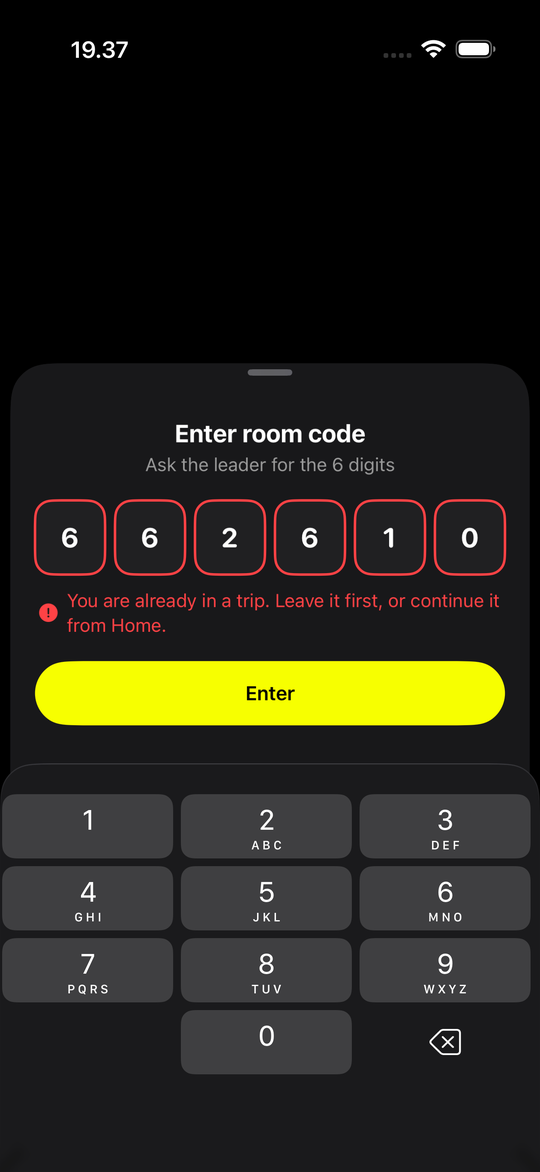 19.37
Enter room code
Ask the leader for the 6 digits
6 6 2 6 1 0
! You are already in a trip. Leave it first, or continue it
from Home.
Enter
1 2 3
ABC DEF
4 5 6
GHI JKL MNO
7 8 9
PQRS TUV WXYZ
0